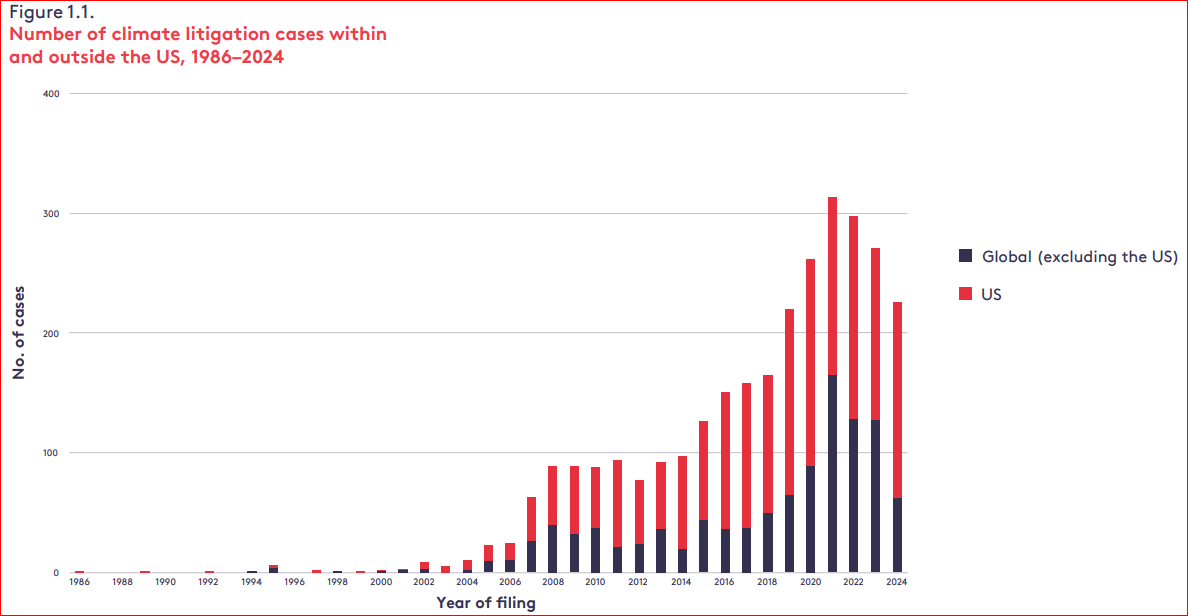 Figure 1.1.
Number of climate litigation cases within
and outside the US, 1986–2024
400
300
200
100
0
No. of cases
1986 1988 1990 1992 1994 1996 1998 2000 2002 2004 2006 2008 2010 2012 2014 2016 2018 2020 2022 2024
Year of filing
Global (excluding the US)
US